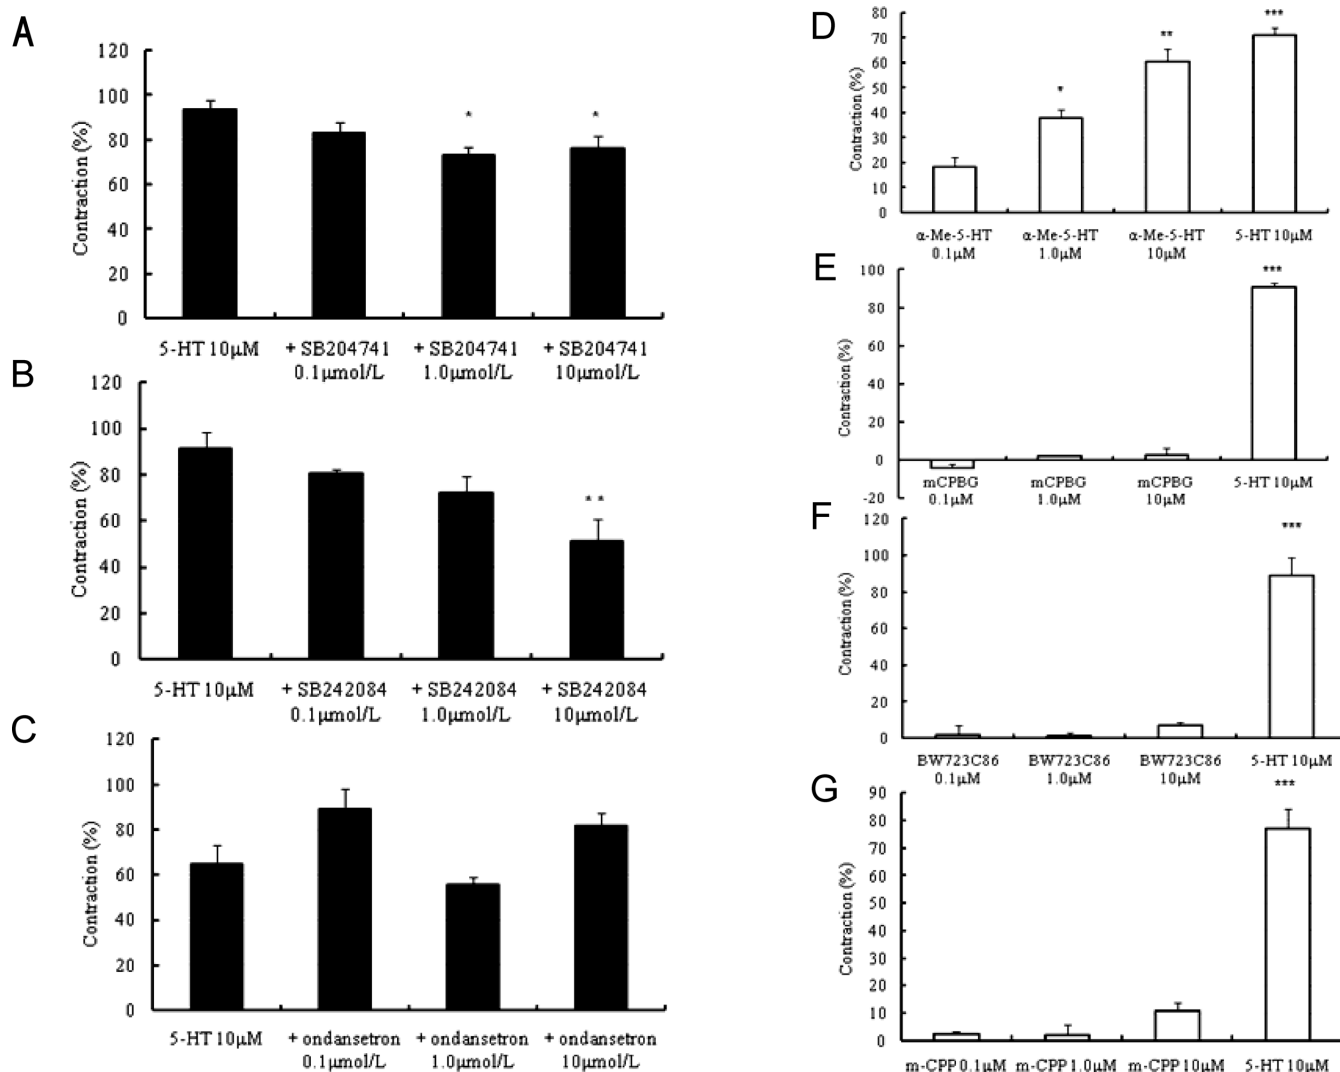 A
120
100
80
60
40
20
0
Contraction (%)
*
*
5-HT 10μM
+ SB204741
0.1μmol/L
+ SB204741
1.0μmol/L
+ SB204741
10μmol/L
B
120
100
80
60
40
20
0
Contraction (%)
* *
5-HT 10μM
+ SB242084
0.1μmol/L
+ SB242084
1.0μmol/L
+ SB242084
10μmol/L
C
120
100
80
60
40
20
0
Contraction (%)
5-HT 10μM
+ ondansetron
0.1μmol/L
+ ondansetron
1.0μmol/L
+ ondansetron
10μmol/L
D
80
70
60
50
40
30
20
10
0
Contraction (%)
*
**
***
α-Me-5-HT
0.1μM
α-Me-5-HT
1.0μM
α-Me-5-HT
10μM
5-HT 10μM
E
100
80
60
40
20
0
-20
Contraction (%)
***
mCPBG
0.1μM
mCPBG
1.0μM
mCPBG
10μM
5-HT 10μM
F
120
100
80
60
40
20
0
Contraction (%)
***
BW723C86
0.1μM
BW723C86
1.0μM
BW723C86
10μM
5-HT 10μM
G
90
80
70
60
50
40
30
20
10
0
Contraction (%)
***
m-CPP 0.1μM
m-CPP 1.0μM
m-CPP 10μM
5-HT 10μM